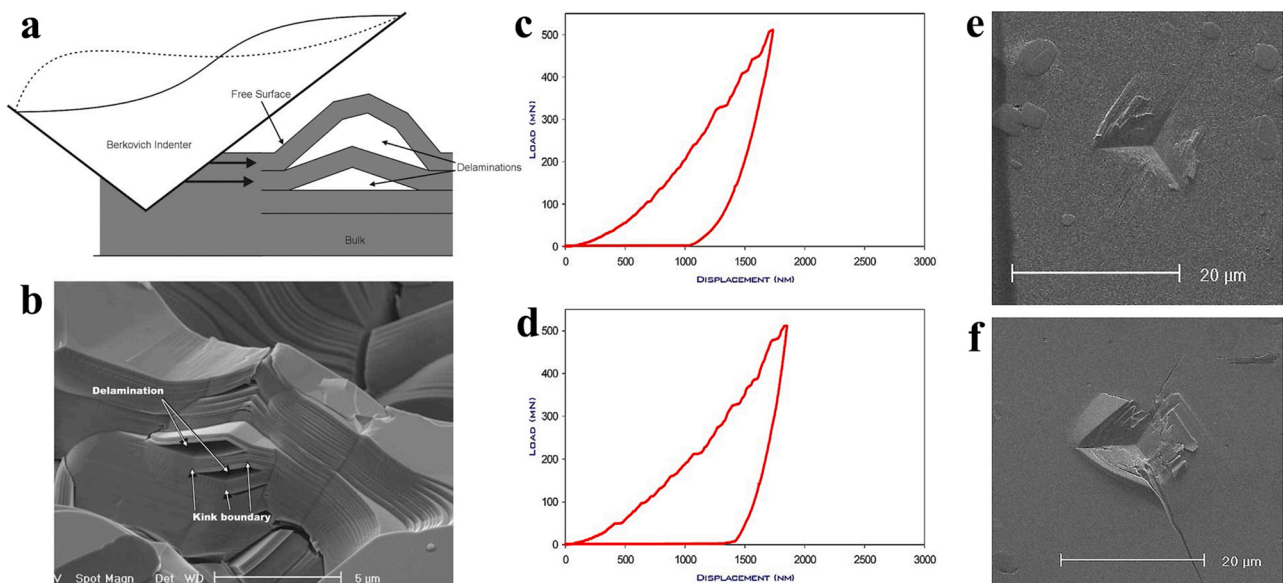 a
Free Surface
Berkovich Indenter
Delaminations
Bulk
b
Delamination
Kink boundary
V Spot Magn Det WD 5 µm
c
500
400
300
200
100
0
LOAD (MN)
0 500 1000 1500 2000 2500 3000
DISPLACEMENT (NM)
d
500
400
300
200
100
0
LOAD (MN)
0 500 1000 1500 2000 2500 3000
DISPLACEMENT (NM)
e
20 µm
f
20 µm